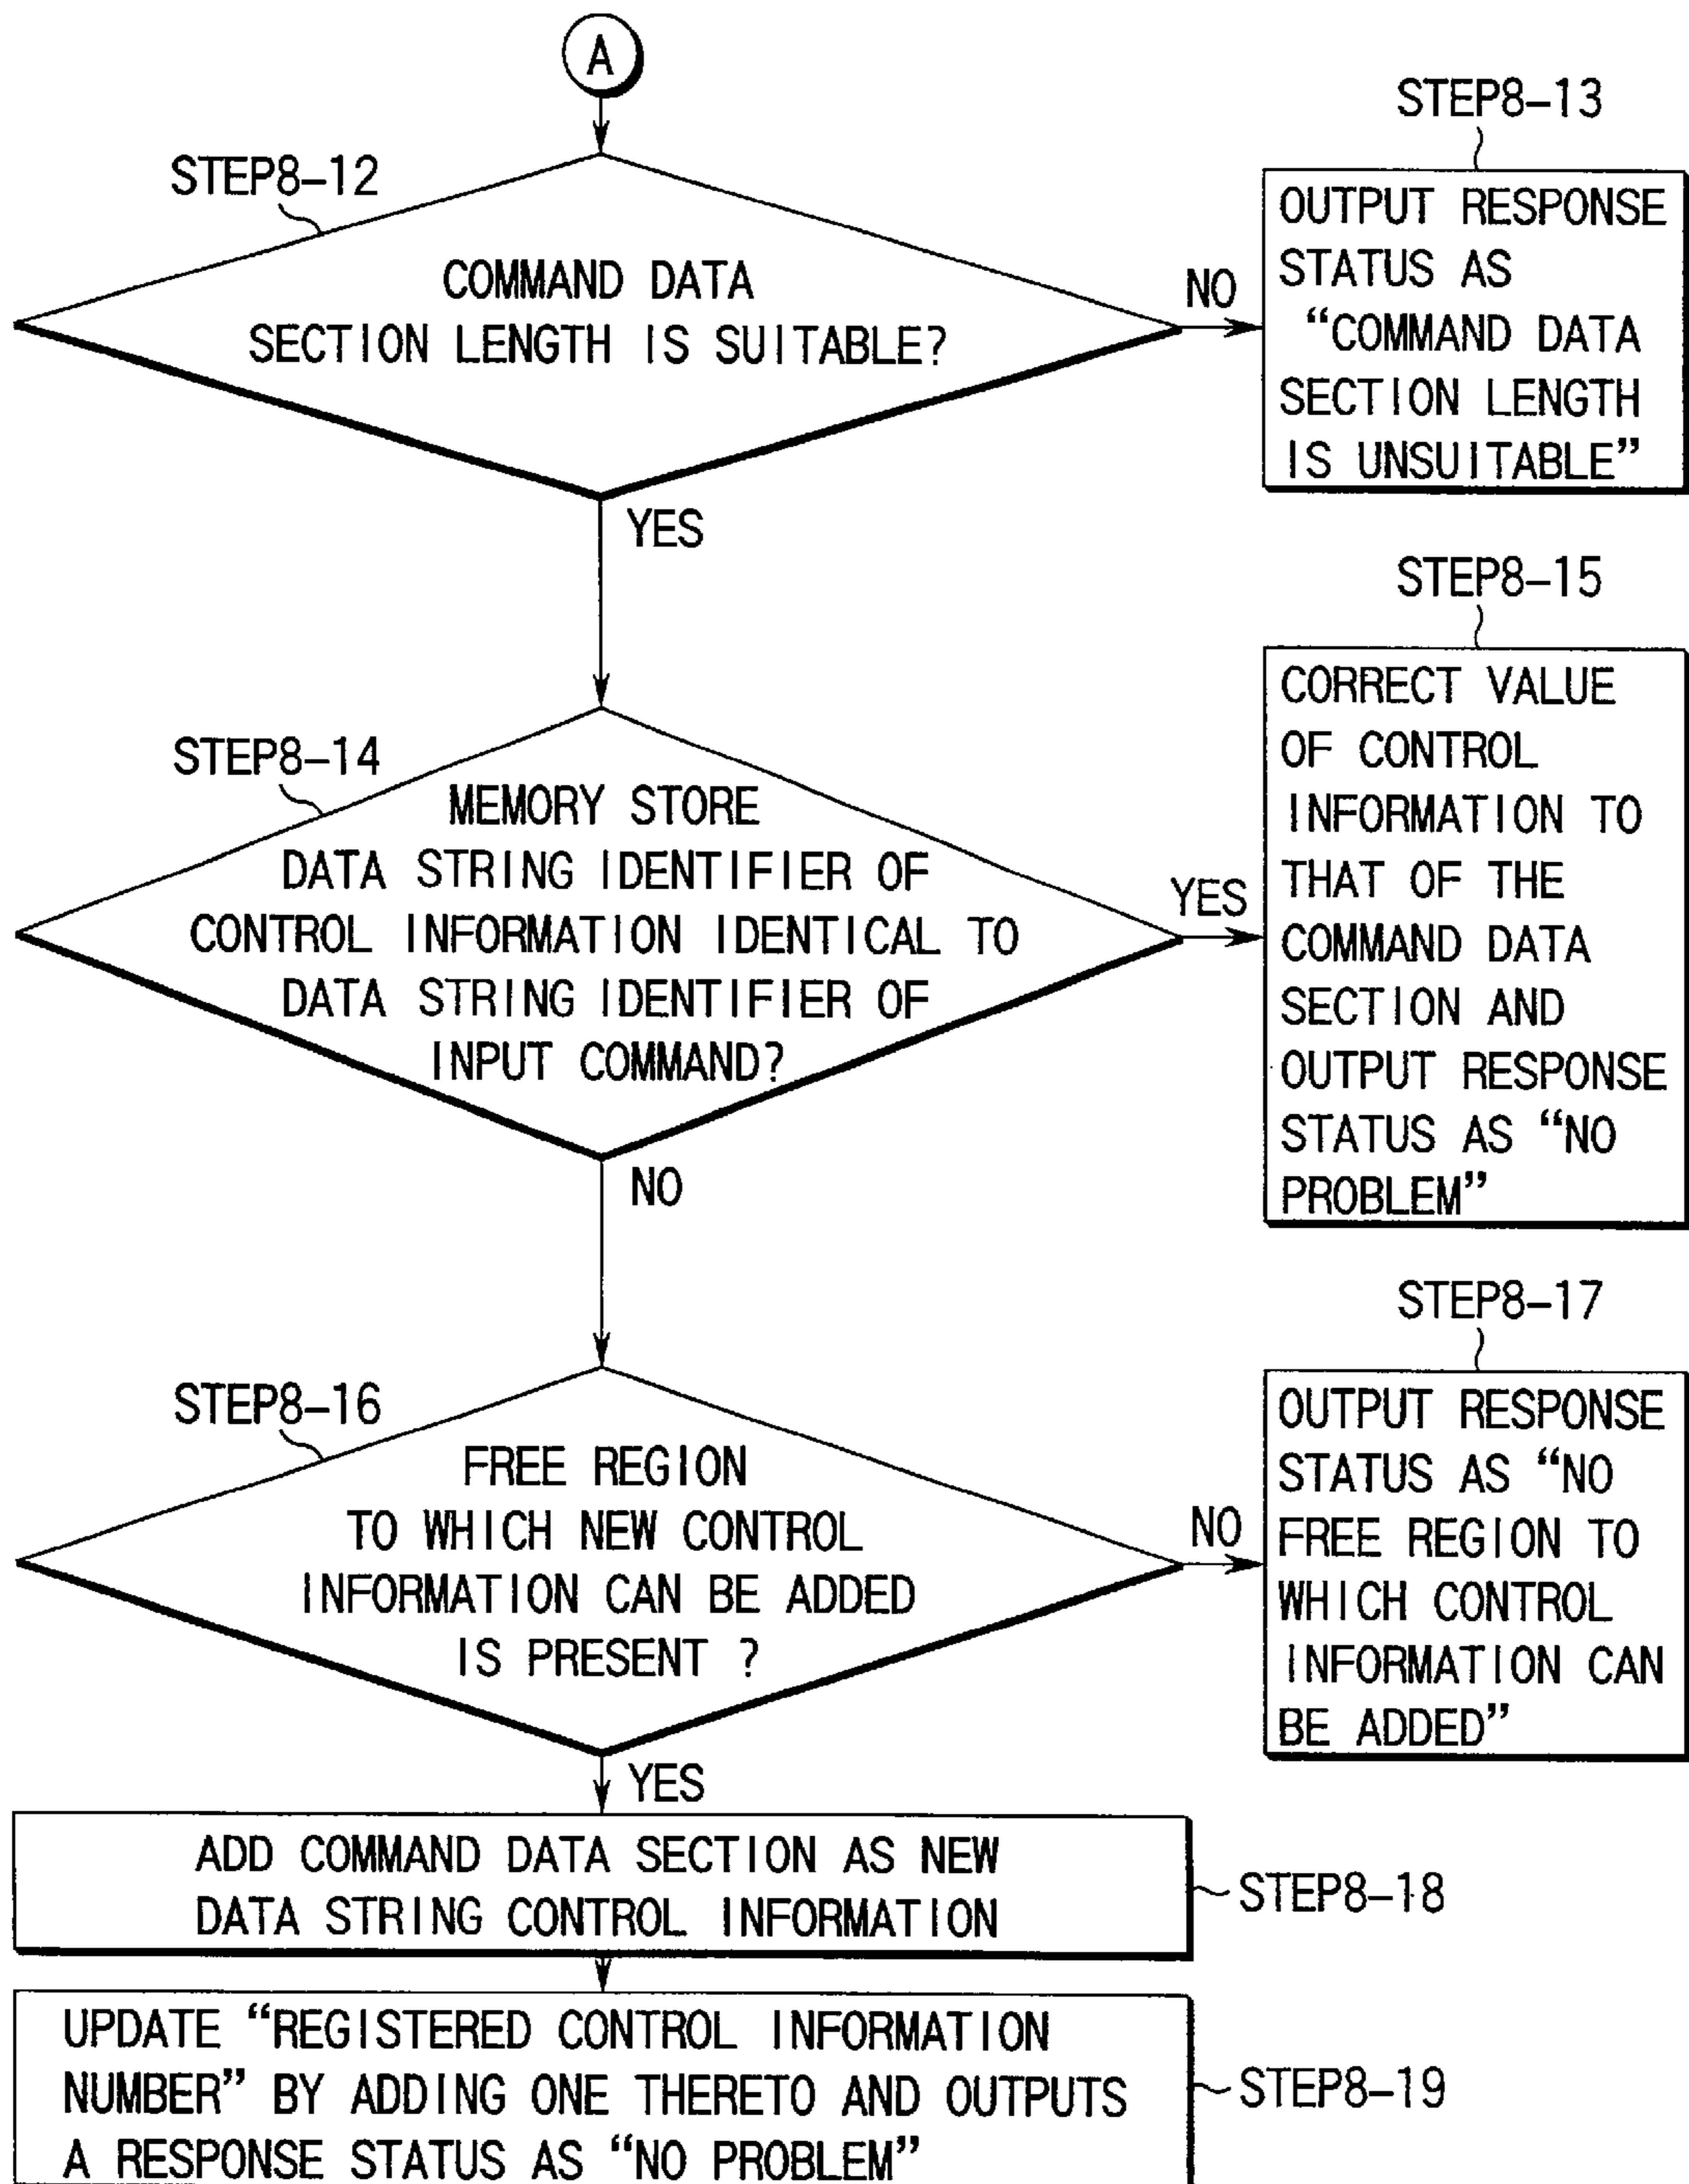 A
STEP8-12
COMMAND DATA
SECTION LENGTH IS SUITABLE?
NO
STEP8-13
OUTPUT RESPONSE
STATUS AS
“COMMAND DATA
SECTION LENGTH
IS UNSUITABLE”
YES
STEP8-14
MEMORY STORE
DATA STRING IDENTIFIER OF
CONTROL INFORMATION IDENTICAL TO
DATA STRING IDENTIFIER OF
INPUT COMMAND?
YES
STEP8-15
CORRECT VALUE
OF CONTROL
INFORMATION TO
THAT OF THE
COMMAND DATA
SECTION AND
OUTPUT RESPONSE
STATUS AS “NO
PROBLEM”
NO
STEP8-16
FREE REGION
TO WHICH NEW CONTROL
INFORMATION CAN BE ADDED
IS PRESENT ?
NO
STEP8-17
OUTPUT RESPONSE
STATUS AS “NO
FREE REGION TO
WHICH CONTROL
INFORMATION CAN
BE ADDED”
YES
ADD COMMAND DATA SECTION AS NEW
DATA STRING CONTROL INFORMATION
STEP8-18
UPDATE “REGISTERED CONTROL INFORMATION
NUMBER” BY ADDING ONE THERETO AND OUTPUTS
A RESPONSE STATUS AS “NO PROBLEM”
STEP8-19